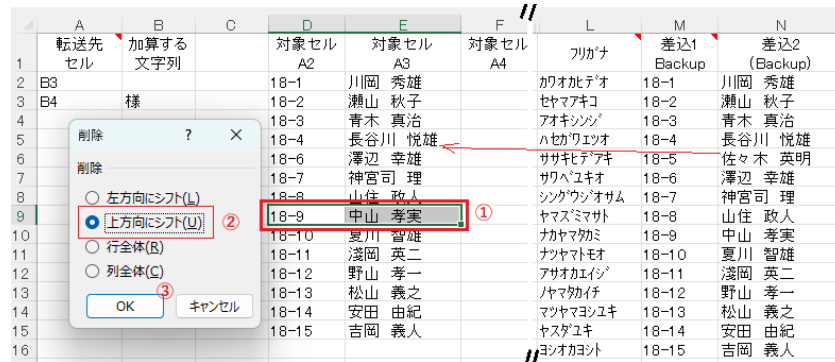 A B C D E F L M N
転送先 加算する 対象セル 対象セル 対象セル フリガナ 差込1 差込2
1 セル 文字列 A2 A3 A4 Backup (Backup)
2 B3 18-1 川岡 秀雄 ｶﾜｵｶﾋﾃﾞｵ 18-1 川岡 秀雄
3 B4 様 18-2 瀬山 秋子 ｾﾔﾏｱｷｺ 18-2 瀬山 秋子
4 18-3 青木 真治 ｱｵｷｼﾝｼﾞ 18-3 青木 真治
5 18-4 長谷川 悦雄 ﾊｾｶﾞﾜｴﾂｵ 18-4 長谷川 悦雄
6 18-6 澤辺 幸雄 ｻｻｷﾋﾃﾞｱｷ 18-5 佐々木 英明
7 18-7 神宮司 理 ｻﾜﾍﾞﾕｷｵ 18-6 澤辺 幸雄
8 18-8 山住 政人 ｼﾝｸﾞｳｼﾞｵｻﾑ 18-7 神宮司 理
9 18-9 中山 孝実 ① ﾔﾏｽﾞﾐﾏｻﾄ 18-8 山住 政人
10 18-10 夏川 智雄 ﾅｶﾔﾏﾀｶﾐ 18-9 中山 孝実
11 18-11 淺岡 英二 ﾅﾂﾔﾏﾄﾓｵ 18-10 夏川 智雄
12 18-12 野山 孝一 ｱｻｵｶｴｲｼﾞ 18-11 淺岡 英二
13 18-13 松山 義之 ﾉﾔﾏﾀｶｲﾁ 18-12 野山 孝一
14 18-14 安田 由紀 ﾏﾂﾔﾏﾖｼﾕｷ 18-13 松山 義之
15 18-15 吉岡 義人 ﾔｽﾀﾞﾕｷ 18-14 安田 由紀
16 ﾖｼｵｶﾖｼﾄ 18-15 吉岡 義人
削除 ? ×
削除
左方向にシフト(L)
上方向にシフト(U) ②
行全体(R)
列全体(C)
③
OK キャンセル